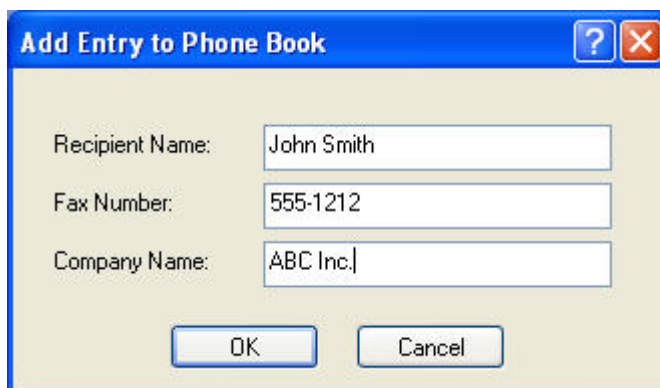 Add Entry to Phone Book ?
Recipient Name: John Smith
Fax Number: 555-1212
Company Name: ABC Inc.
OK Cancel